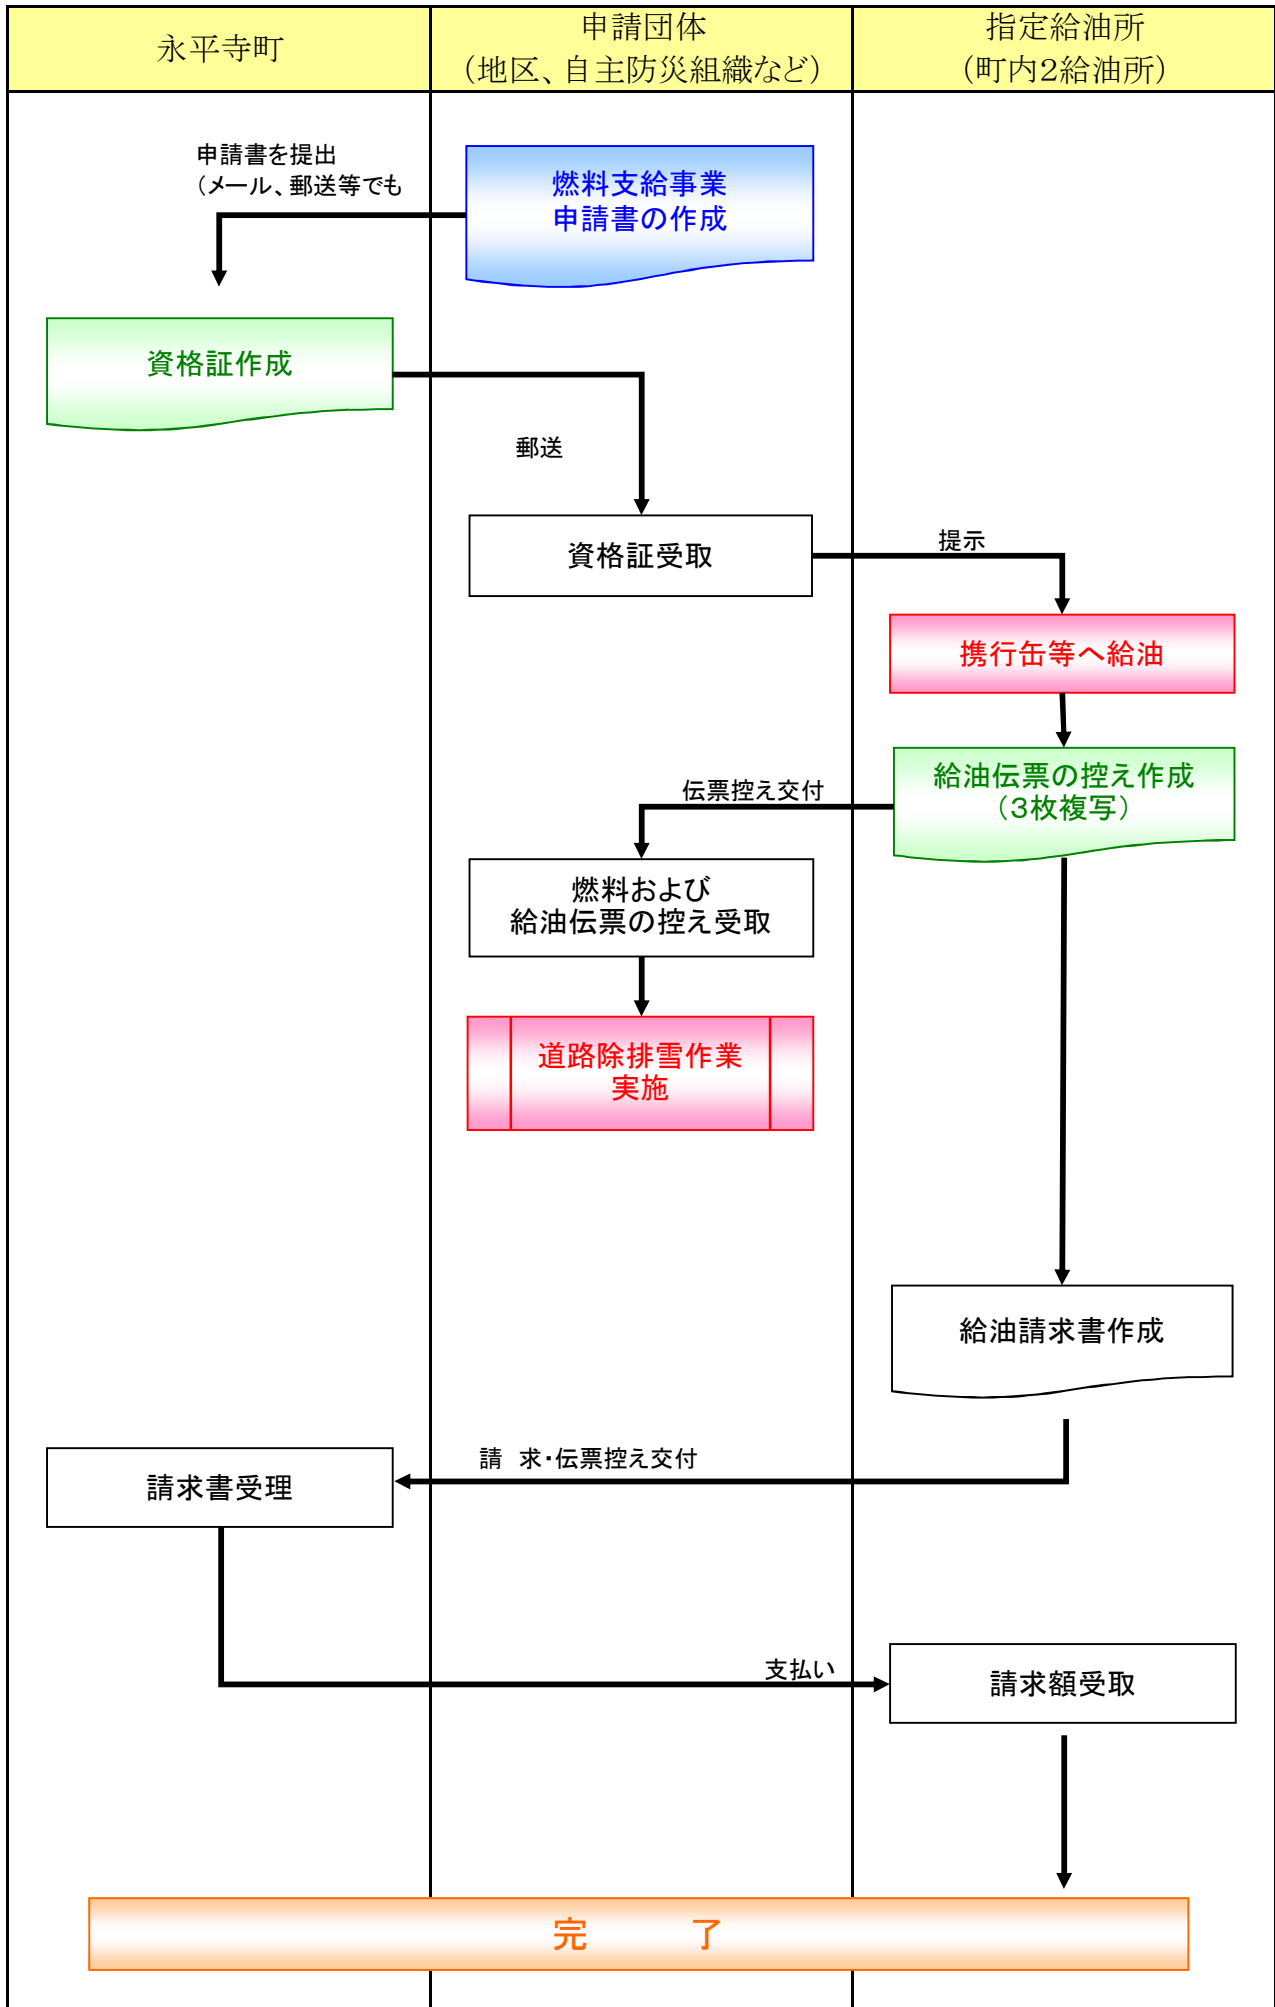 永平寺町
申請団体
（地区、自主防災組織など）
指定給油所
（町内2給油所）
申請書を提出
（メール、郵送等でも
燃料支給事業
申請書の作成
資格証作成
郵送
資格証受取
提示
携行缶等へ給油
給油伝票の控え作成
（３枚複写）
伝票控え交付
燃料および
給油伝票の控え受取
道路除排雪作業
実施
給油請求書作成
請　求・伝票控え交付
請求書受理
支払い
請求額受取
完　　　了